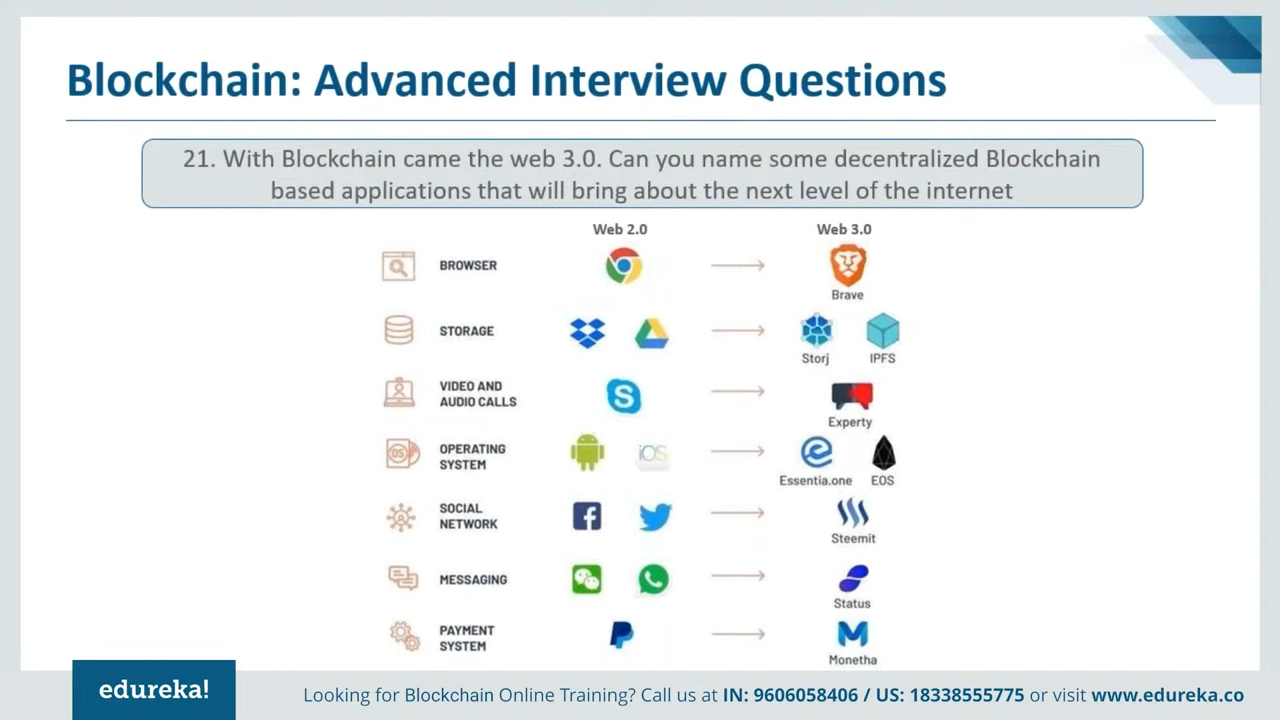 Blockchain: Advanced Interview Questions
21. With Blockchain came the web 3.0. Can you name some decentralized Blockchain
based applications that will bring about the next level of the internet
Web 2.0
Web 3.0
BROWSER
Brave
STORAGE
Storj
IPFS
VIDEO AND
AUDIO CALLS
S
Experty
OS
OPERATING
SYSTEM
iOS
Essentia.one
EOS
SOCIAL
NETWORK
f
Steemit
MESSAGING
Status
PAYMENT
SYSTEM
Monetha
edureka!
Looking for Blockchain Online Training? Call us at IN: 9606058406 / US: 18338555775 or visit www.edureka.co